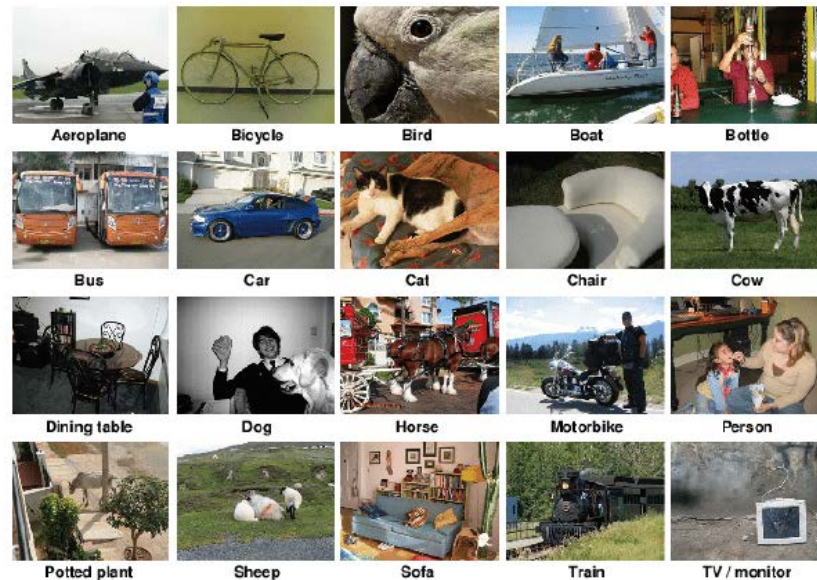 Aeroplane
Bicycle
Bird
Boat
Bottle
Bus
Car
Cat
Chair
Cow
Dining table
Dog
Horse
Motorbike
Person
Potted plant
Sheep
Sofa
Train
TV / monitor